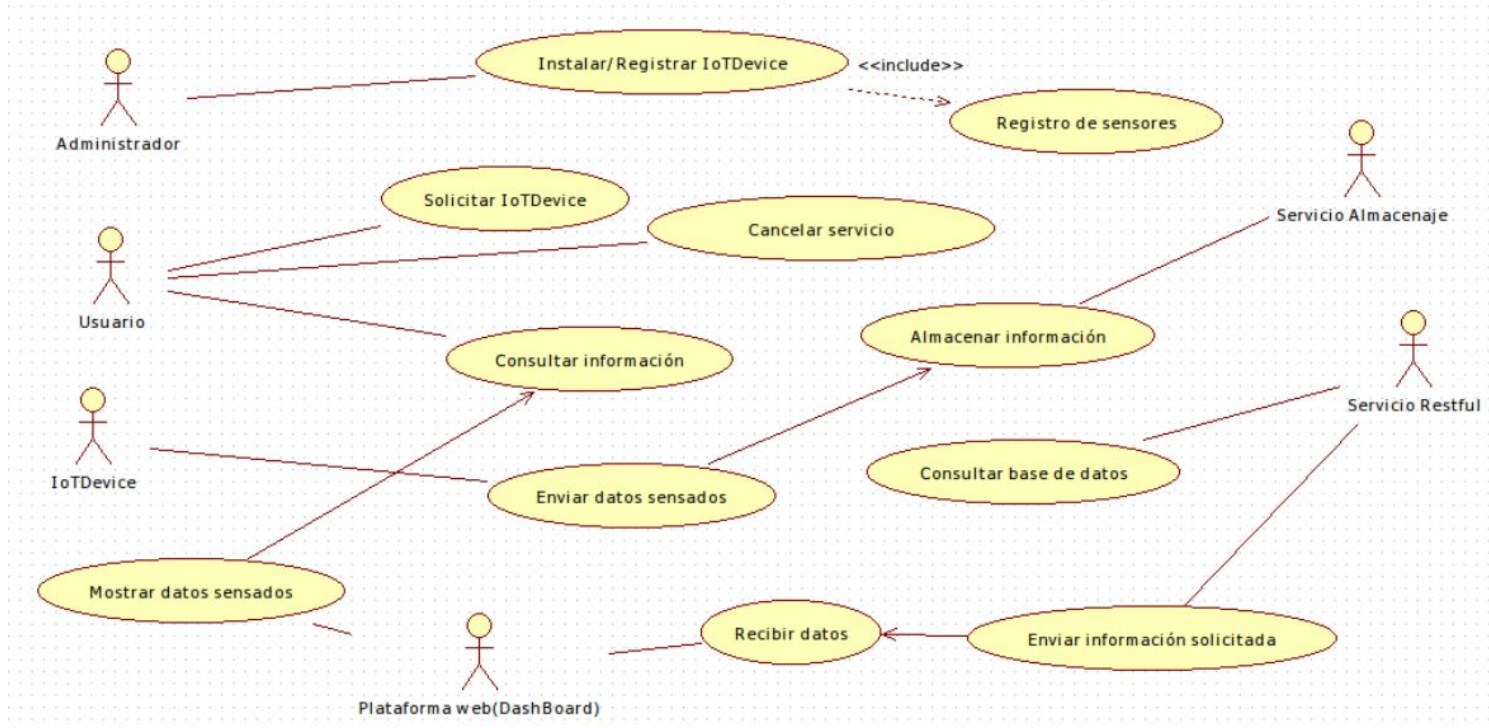 Instalar/Registrar IoTDevice
<<include>>
Registro de sensores
Administrador
Solicitar IoTDevice
Servicio Almacenaje
Cancelar servicio
Usuario
Almacenar información
Consultar información
Servicio Restful
Consultar base de datos
IoTDevice
Enviar datos sensados
Mostrar datos sensados
Recibir datos
Enviar información solicitada
Plataforma web(DashBoard)